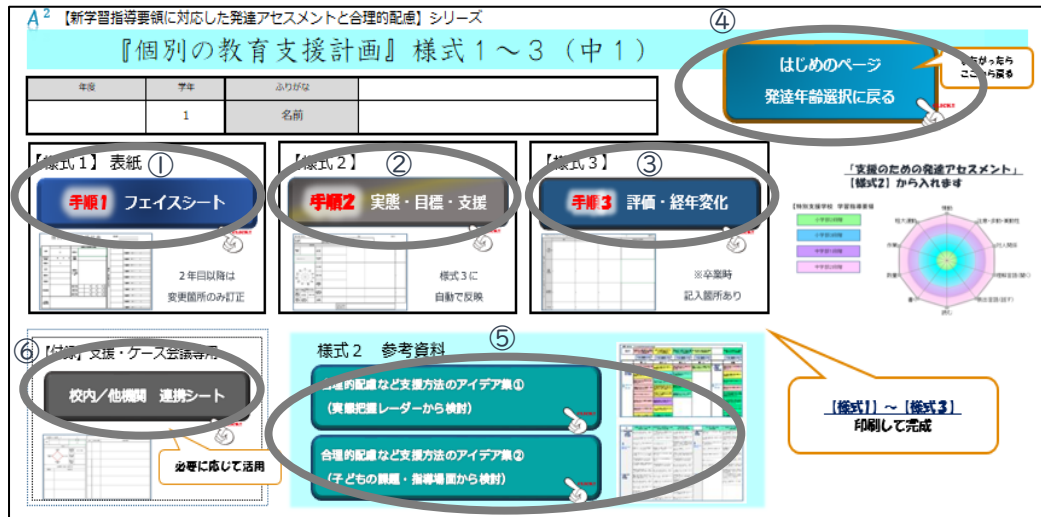 A² 【新学習指導要領に対応した発達アセスメントと合理的配慮】シリーズ
『個別の教育支援計画』様式１～３（中１）
④
はじめのページ
発達年齢選択に戻る
ここから戻る
年度 学年 ふりがな
1 名前
【様式１】 表紙
①
手順1 フェイスシート
２年目以降は
変更箇所のみ訂正
【様式２】
②
手順2 実態・目標・支援
様式３に
自動で反映
【様式３】
③
手順3 評価・経年変化
※卒業時
記入箇所あり
「支援のための発達アセスメント」
【様式2】から入れます
【特別支援学校 学習指導要領
⑥
【付録】支援・ケース会議専用
校内／他機関 連携シート
必要に応じて活用
様式２ 参考資料
⑤
合理的配慮など支援方法のアイデア集①
（実態把握レーダーから検討）
合理的配慮など支援方法のアイデア集②
（子どもの課題・指導場面から検討）
【様式1】～【様式3】
印刷して完成